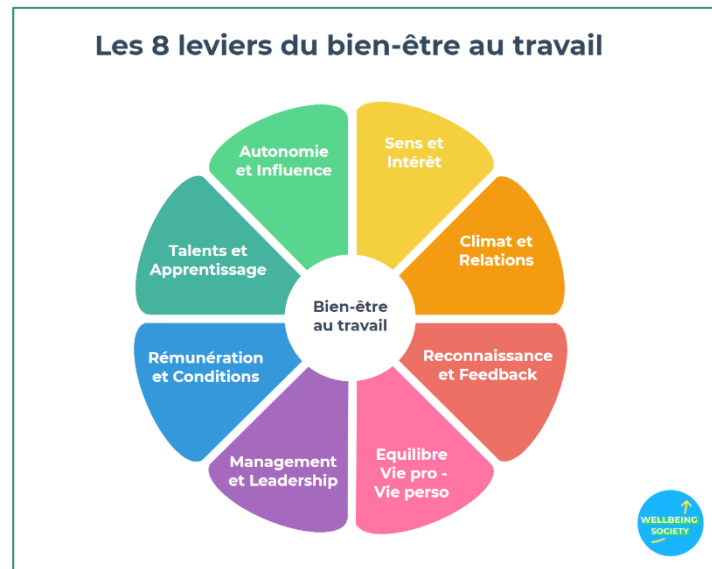 Les 8 leviers du bien-être au travail
Sens et
Intérêt
Climat et
Relations
Reconnaissance
et Feedback
Equilibre
Vie pro -
Vie perso
Management
et Leadership
Rémunération
et Conditions
Talents et
Apprentissage
Autonomie
et Influence
Bien-être
au travail
WELLBEING
SOCIETY